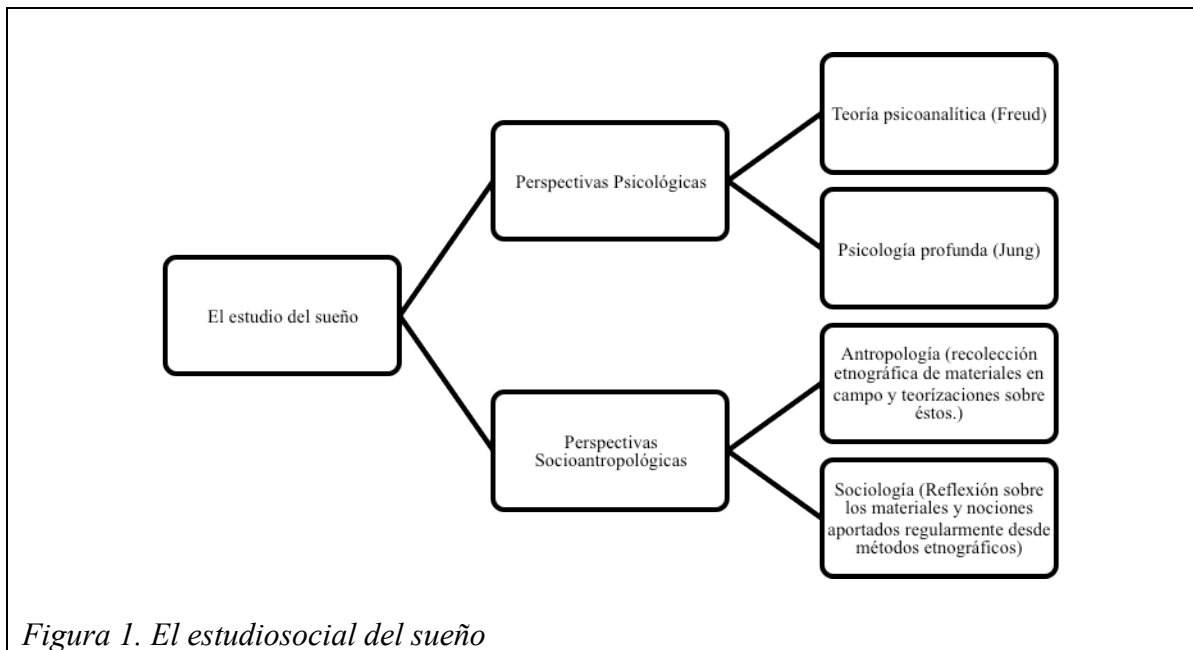 El estudio del sueño
Perspectivas Psicológicas
Teoría psicoanalítica (Freud)
Psicología profunda (Jung)
Perspectivas
Socioantropológicas
Antropología (recolección
etnográfica de materiales en
campo y teorízaciones sobre
éstos.)
Sociología (Reflexión sobre
los materiales y nociones
aportados regularmente desde
métodos etnográficos)
Figura 1. El estudiosocial del sueño